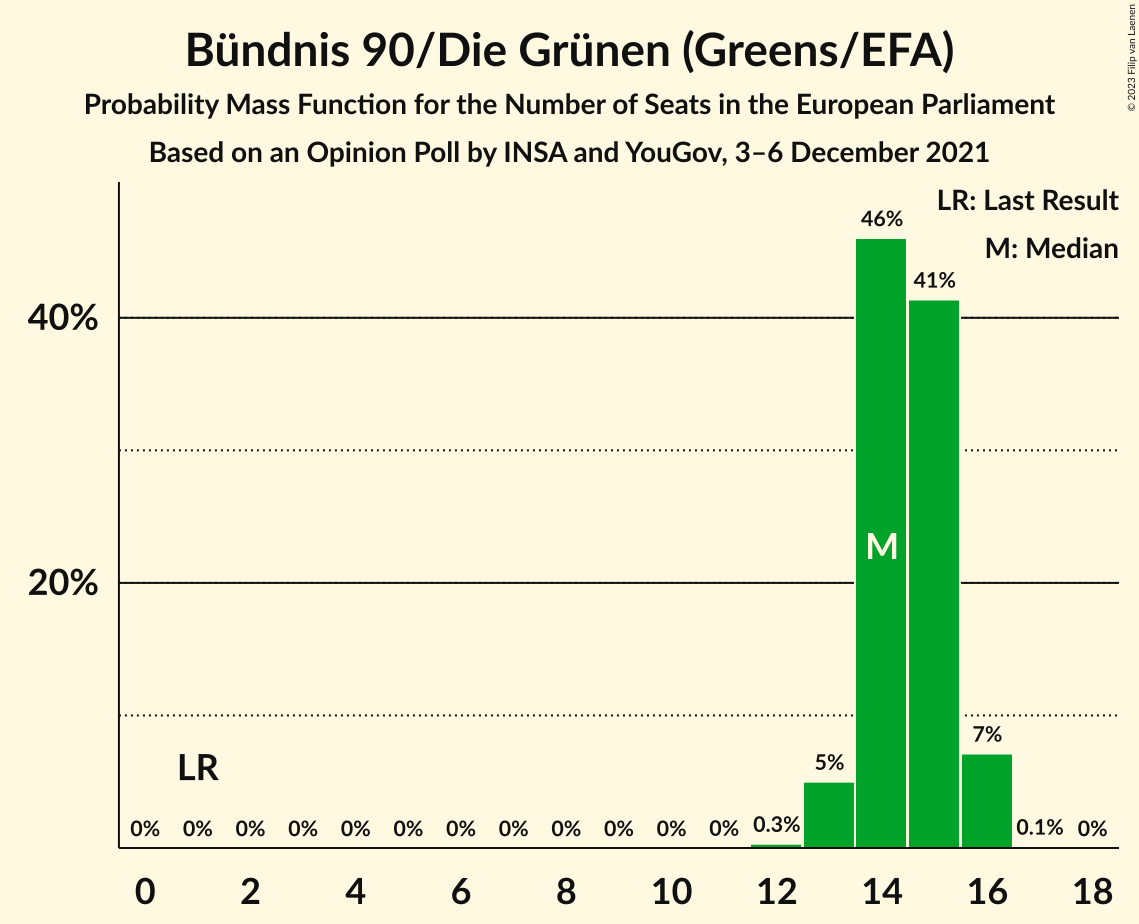 Bündnis 90/Die Grünen (Greens/EFA)
Probability Mass Function for the Number of Seats in the European Parliament
Based on an Opinion Poll by INSA and YouGov, 3–6 December 2021
© 2023 Filip van Laenen
LR: Last Result
M: Median
46%
41%
40%
M
20%
7%
5%
LR
0% 0% 0% 0% 0% 0% 0% 0% 0% 0% 0% 0% 0.3% 0.1% 0%
0 2 4 6 8 10 12 14 16 18